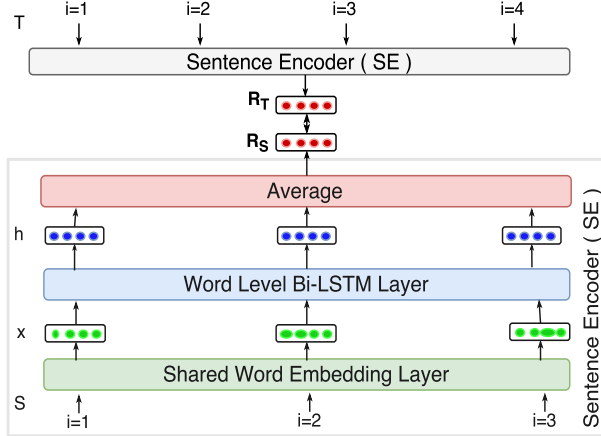 i=1 i=2 i=3 i=4
T
Sentence Encoder ( SE )
R_T
R_S
Average
h
Word Level Bi-LSTM Layer
x
Shared Word Embedding Layer
S
i=1 i=2 i=3
Sentence Encoder ( SE )